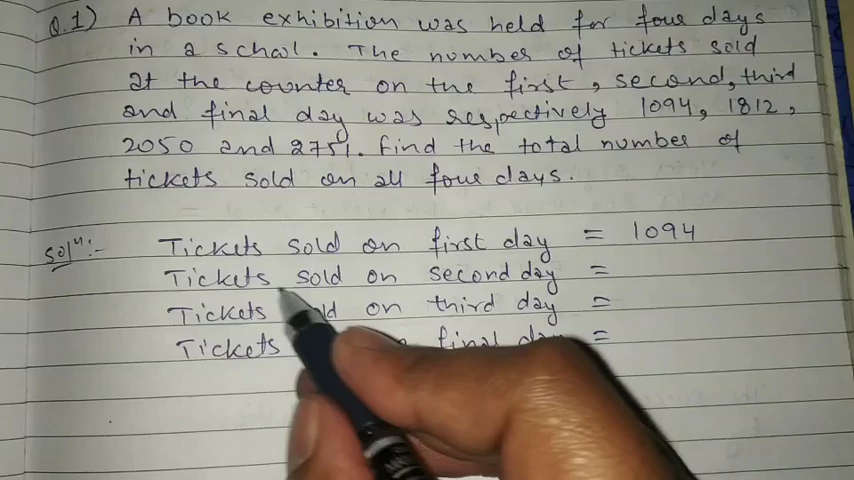 Q.1) A book exhibition was held for four days
in a school. The number of tickets sold
at the counter on the first, second, third
and final day was respectively 1094, 1812,
2050 and 2751. Find the total number of
tickets sold on all four days.
Solⁿ:- Tickets sold on first day = 1094
Tickets sold on second day =
Tickets on third day =
Tickets final day =